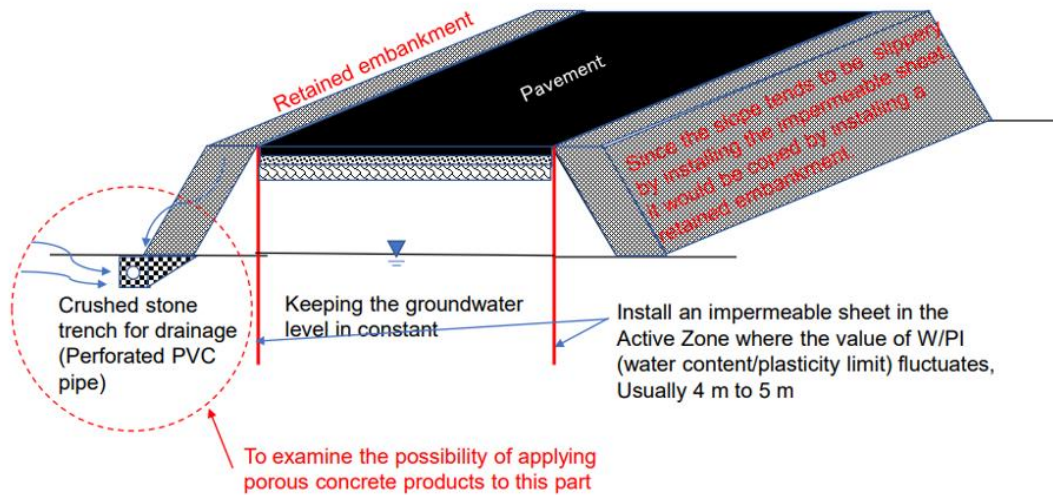 Retained embankment
Pavement
Since the slope tends to be slippery
by installing the impermeable sheet,
it would be coped by installing a
retained embankment.
Crushed stone
trench for drainage
(Perforated PVC
pipe)
Keeping the groundwater
level in constant
Install an impermeable sheet in the
Active Zone where the value of W/PI
(water content/plasticity limit) fluctuates,
Usually 4 m to 5 m
To examine the possibility of applying
porous concrete products to this part